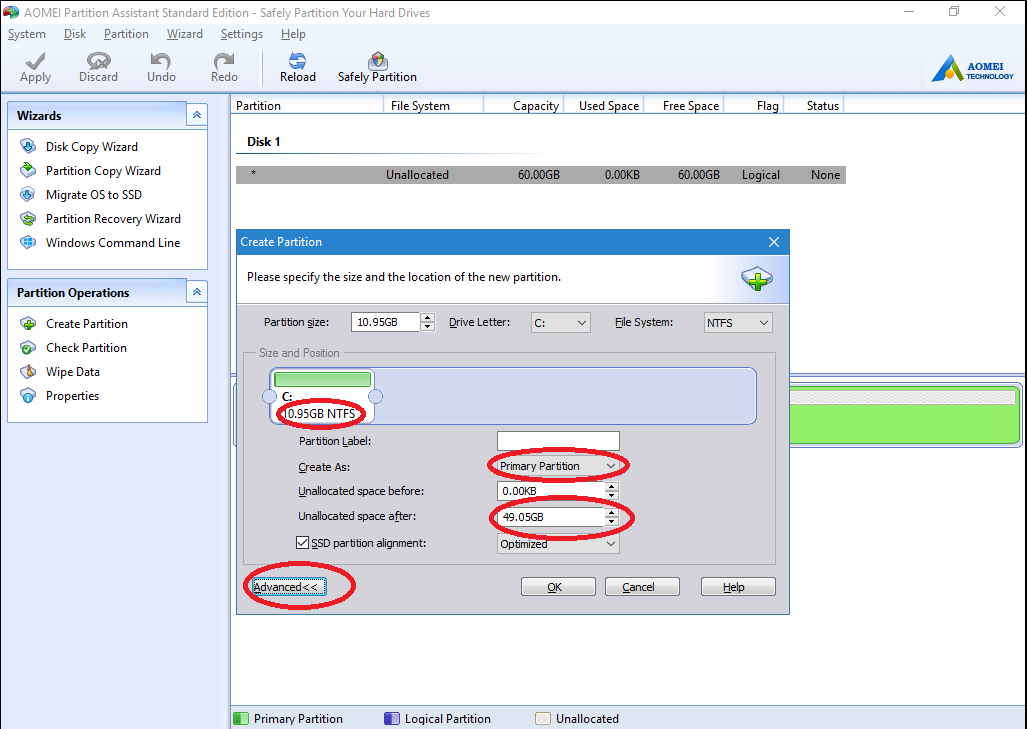 AOMEI Partition Assistant Standard Edition - Safely Partition Your Hard Drives
System Disk Partition Wizard Settings Help
Apply Discard Undo Redo Reload Safely Partition
AOMEI
TECHNOLOGY
Wizards
Disk Copy Wizard
Partition Copy Wizard
Migrate OS to SSD
Partition Recovery Wizard
Windows Command Line
Partition Operations
Create Partition
Check Partition
Wipe Data
Properties
Partition File System Capacity Used Space Free Space Flag Status
Disk 1
* Unallocated 60.00GB 0.00KB 60.00GB Logical None
Create Partition
Please specify the size and the location of the new partition.
Partition size: 10.95GB Drive Letter: C: File System: NTFS
Size and Position
C:
10.95GB NTFS
Partition Label:
Create As: Primary Partition
Unallocated space before: 0.00KB
Unallocated space after: 49.05GB
SSD partition alignment: Optimized
Advanced<< OK Cancel Help
Primary Partition Logical Partition Unallocated